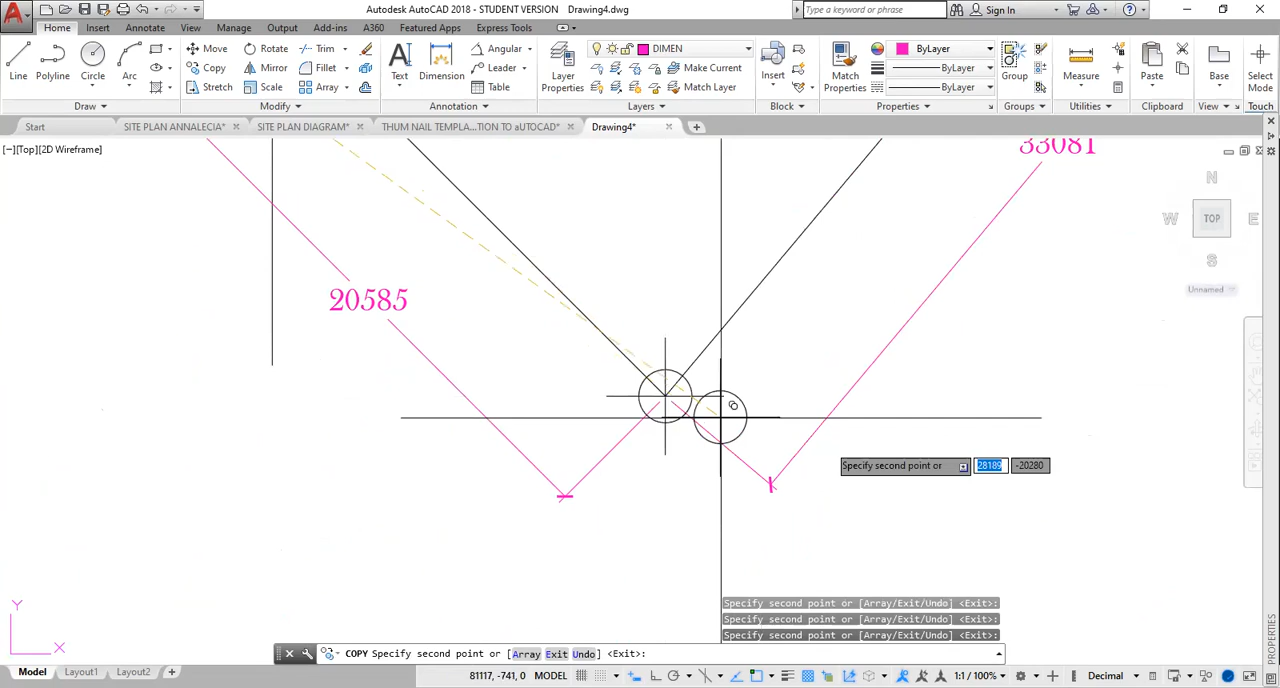 Autodesk AutoCAD 2018 - STUDENT VERSION    Drawing4.dwg
Type a keyword or phrase
Sign In
Home Insert Annotate View Manage Output Add-ins A360 Featured Apps Express Tools
Line
Polyline
Circle
Arc
Move Rotate Trim
Copy Mirror Fillet
Stretch Scale Array
Text
Dimension
Angular
Leader
Table
Layer
Properties
DIMEN
Make Current
Match Layer
Insert
Match
Properties
ByLayer
ByLayer
ByLayer
Group
Measure
Paste
Base
Select
Mode
Draw Modify Annotation Layers Block Properties Groups Utilities Clipboard View Touch
Start SITE PLAN ANNALECIA* SITE PLAN DIAGRAM* THUM NAIL TEMPLA...TION TO aUTOCAD* Drawing4*
[−][Top][2D Wireframe]
33081
N
W TOP E
S
Unnamed
20585
Specify second point or 28189 -20280
Y
X
Specify second point or [Array/Exit/Undo] <Exit>:
Specify second point or [Array/Exit/Undo] <Exit>:
Specify second point or [Array/Exit/Undo] <Exit>:
COPY Specify second point or [Array Exit Undo] <Exit>:
PROPERTIES
Model Layout1 Layout2
81117, -741, 0 MODEL
1:1 / 100%
Decimal